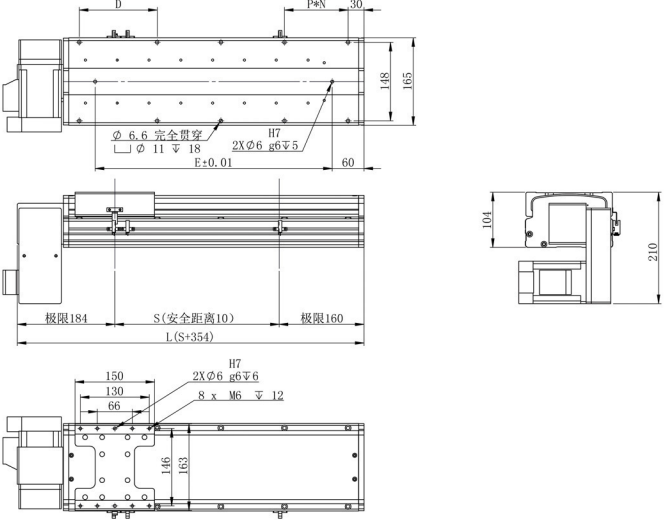 D
P*N
30
148
165
Ø 6.6 完全贯穿
⌴ Ø 11 ↧ 18
H7
2XØ6 g6↧5
E±0.01
60
104
210
极限184
S(安全距离10)
极限160
L(S+354)
H7
2XØ6 g6↧6
150
130
8 x M6 ↧ 12
66
146
163